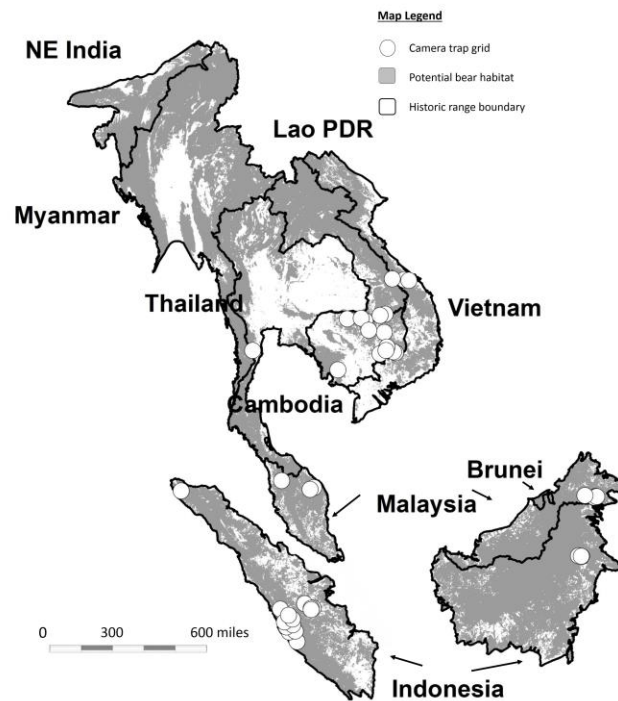 Map Legend
Camera trap grid
Potential bear habitat
Historic range boundary
NE India
Lao PDR
Myanmar
Thailand
Vietnam
Cambodia
Brunei
Malaysia
0 300 600 miles
Indonesia